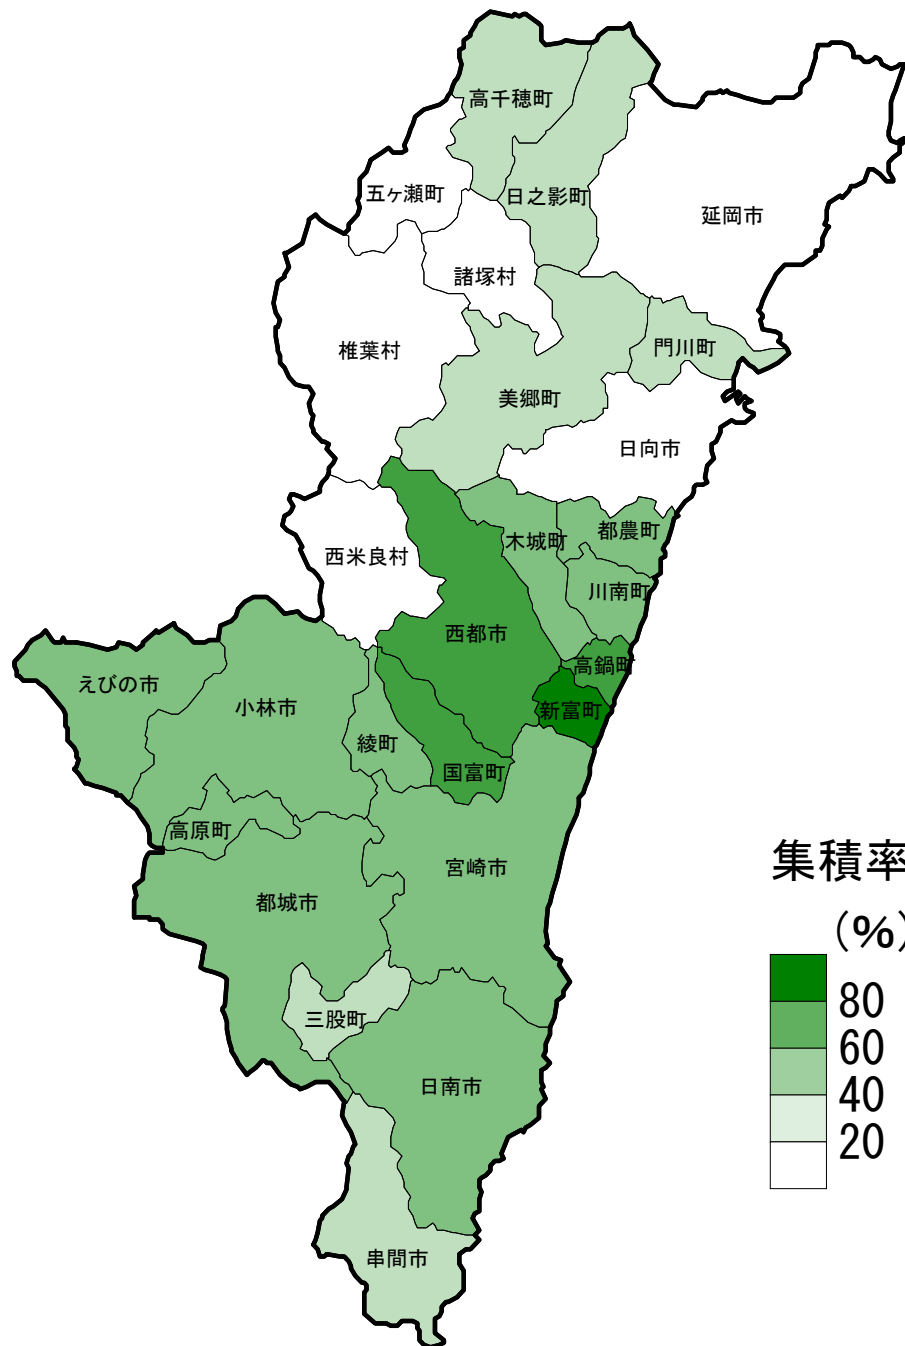 高千穂町
五ヶ瀬町
日之影町
延岡市
諸塚村
椎葉村
門川町
美郷町
日向市
西米良村
木城町
都農町
川南町
西都市
高鍋町
えびの市
小林市
新富町
綾町
国富町
高原町
宮崎市
都城市
三股町
日南市
串間市
集積率
(%)
80
60
40
20